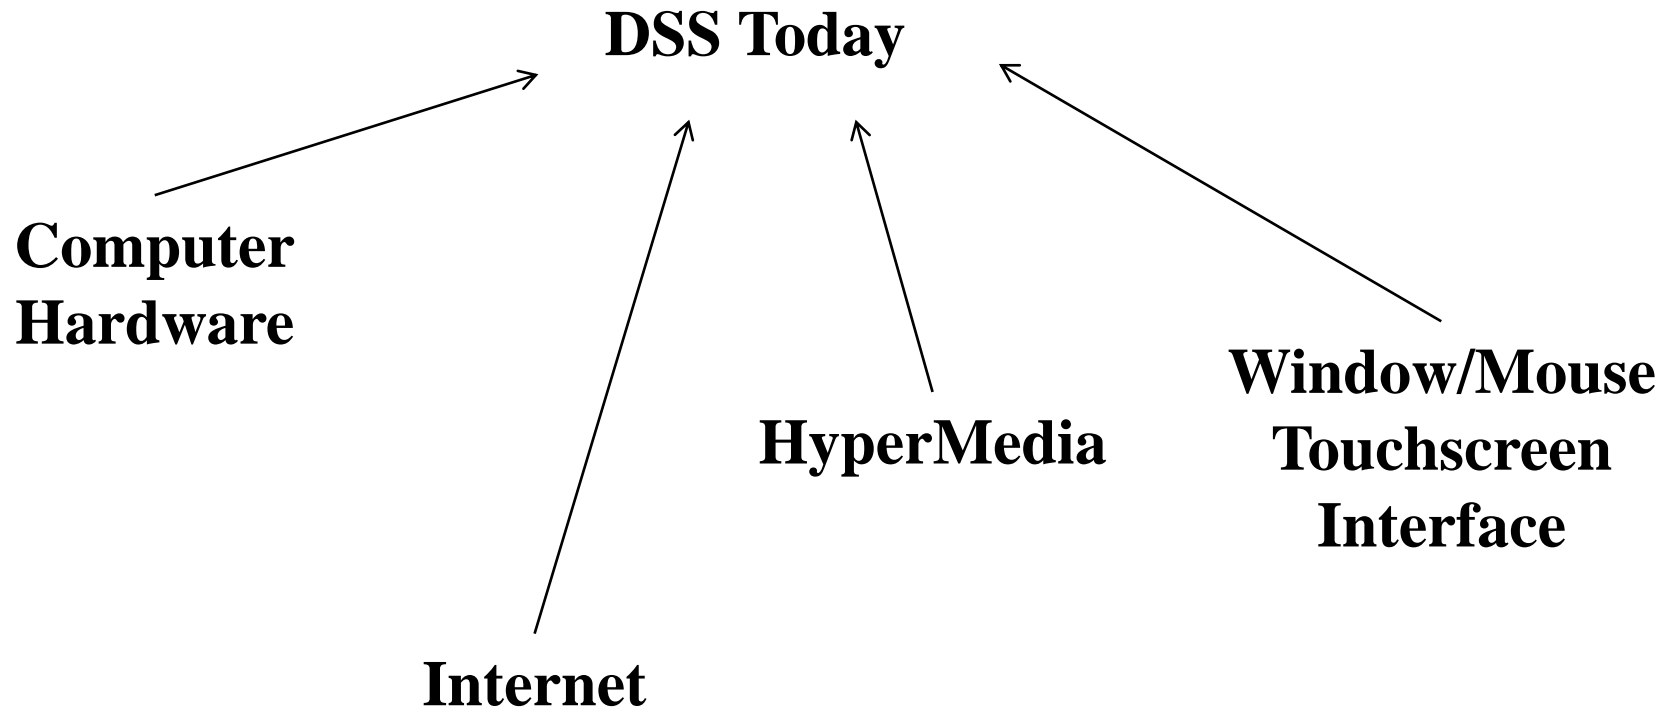 DSS Today
Computer
Hardware
Window/Mouse
Touchscreen
Interface
HyperMedia
Internet